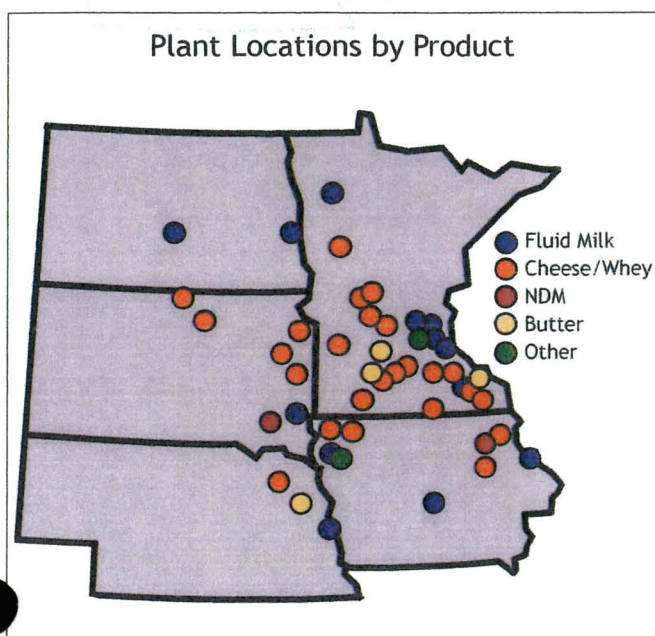 Plant Locations by Product
Fluid Milk
Cheese/Whey
NDM
Butter
Other